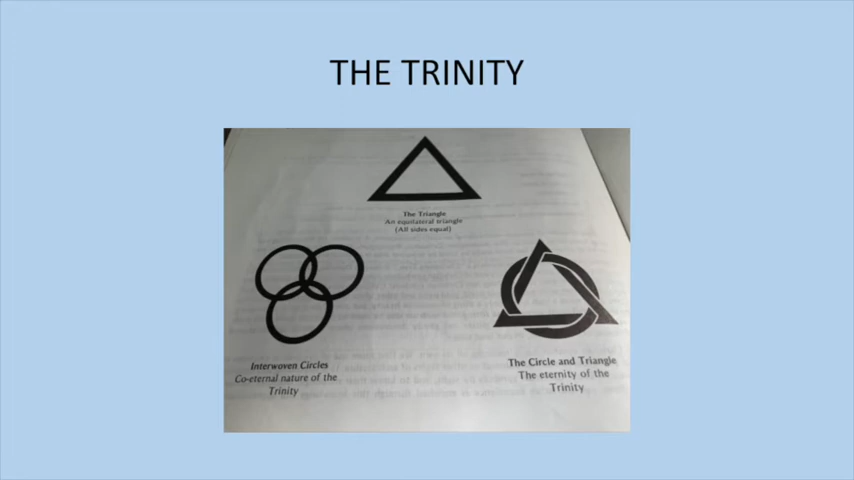 THE TRINITY
The Triangle
An equilateral triangle
(All sides equal)
Interwoven Circles
Co-eternal nature of the
Trinity
The Circle and Triangle
The eternity of the
Trinity